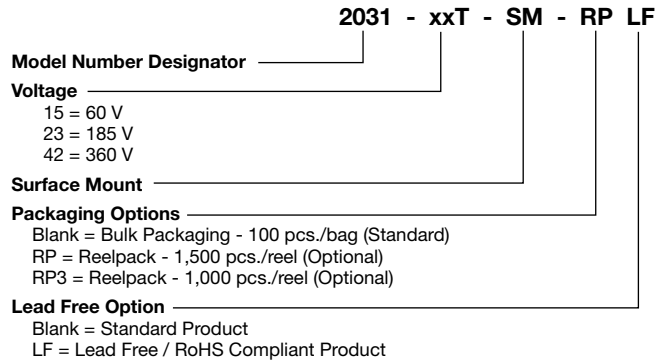 2031 - xxT - SM - RP LF
Model Number Designator
Voltage
15 = 60 V
23 = 185 V
42 = 360 V
Surface Mount
Packaging Options
Blank = Bulk Packaging - 100 pcs./bag (Standard)
RP = Reelpack - 1,500 pcs./reel (Optional)
RP3 = Reelpack - 1,000 pcs./reel (Optional)
Lead Free Option
Blank = Standard Product
LF = Lead Free / RoHS Compliant Product